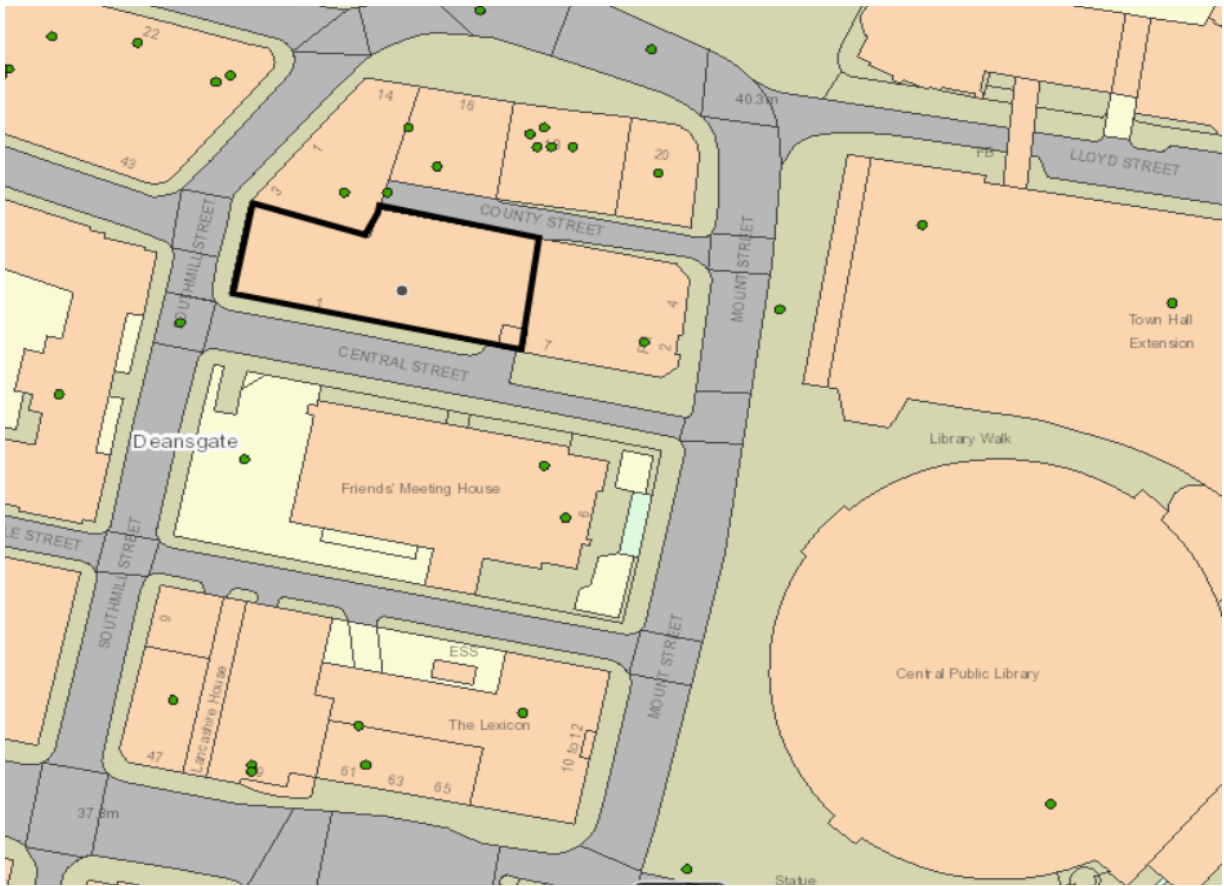 22
14
16
40.3m
1
20
FB
LLOYD STREET
43
3
COUNTY STREET
SOUTHMILL STREET
MOUNT STREET
1
4
Town Hall
Extension
7
2
CENTRAL STREET
Deansgate
Library Walk
Friends' Meeting House
6
LE STREET
SOUTHMILL STREET
9
ESS
MOUNT STREET
Central Public Library
Lancashire House
The Lexicon
47
61
63
65
10 to 12
37.8m
Statue